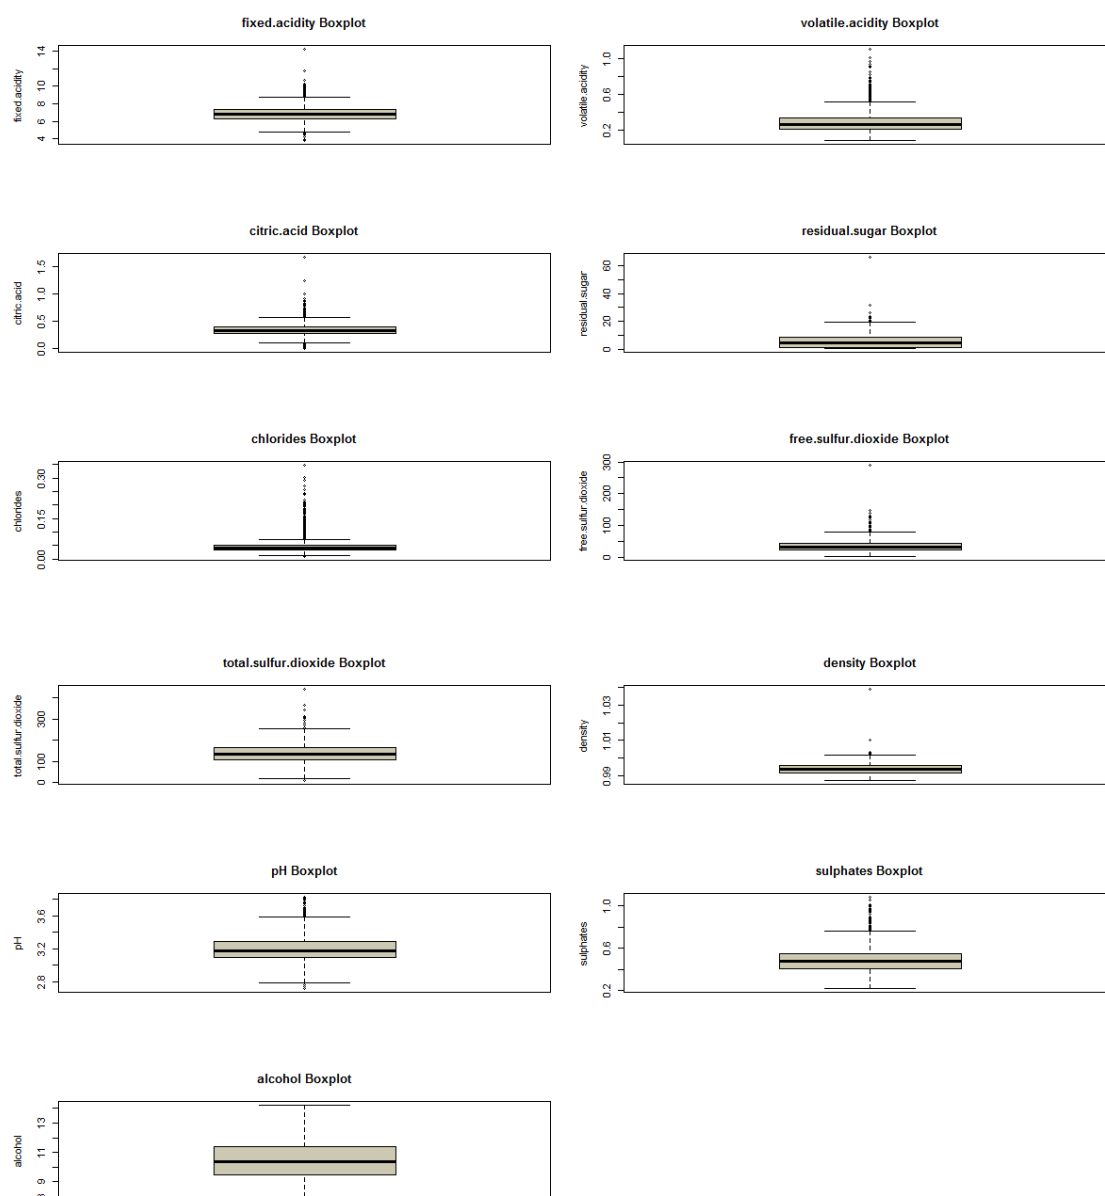 fixed.acidity Boxplot
fixed.acidity
4 6 8 10 14
volatile.acidity Boxplot
volatile.acidity
0.2 0.6 1.0
citric.acid Boxplot
citric.acid
0.0 0.5 1.0 1.5
residual.sugar Boxplot
residual.sugar
0 20 40 60
chlorides Boxplot
chlorides
0.00 0.15 0.30
free.sulfur.dioxide Boxplot
free.sulfur.dioxide
0 100 200 300
total.sulfur.dioxide Boxplot
total.sulfur.dioxide
0 100 300
density Boxplot
density
0.99 1.01 1.03
pH Boxplot
pH
2.8 3.2 3.6
sulphates Boxplot
sulphates
0.2 0.6 1.0
alcohol Boxplot
alcohol
9 11 13